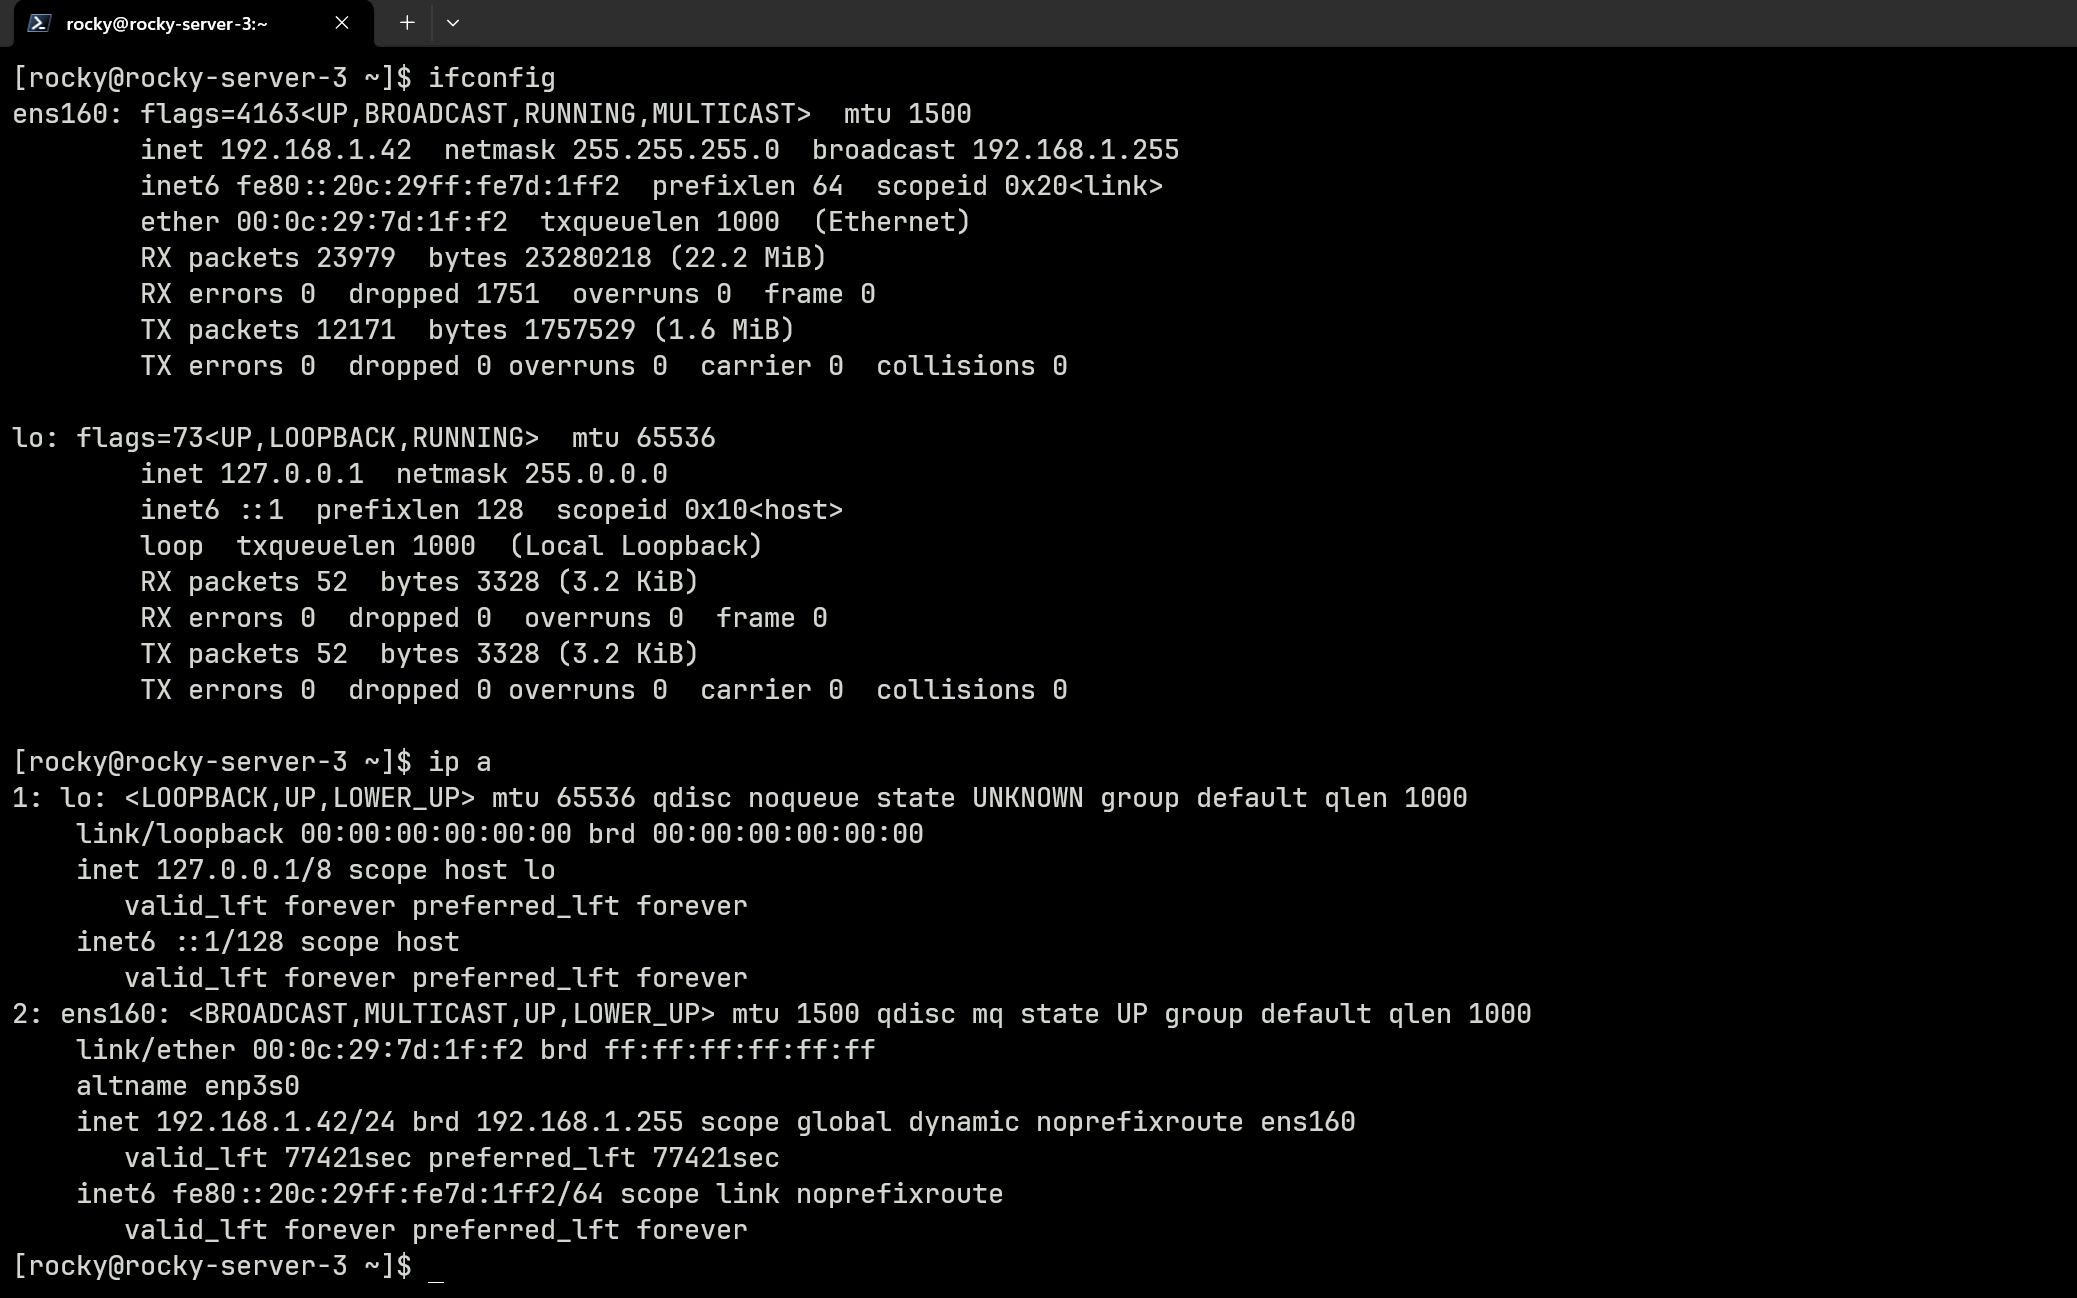 rocky@rocky-server-3:~
[rocky@rocky-server-3 ~]$ ifconfig
ens160: flags=4163<UP,BROADCAST,RUNNING,MULTICAST>  mtu 1500
        inet 192.168.1.42  netmask 255.255.255.0  broadcast 192.168.1.255
        inet6 fe80::20c:29ff:fe7d:1ff2  prefixlen 64  scopeid 0x20<link>
        ether 00:0c:29:7d:1f:f2  txqueuelen 1000  (Ethernet)
        RX packets 23979  bytes 23280218 (22.2 MiB)
        RX errors 0  dropped 1751  overruns 0  frame 0
        TX packets 12171  bytes 1757529 (1.6 MiB)
        TX errors 0  dropped 0 overruns 0  carrier 0  collisions 0

lo: flags=73<UP,LOOPBACK,RUNNING>  mtu 65536
        inet 127.0.0.1  netmask 255.0.0.0
        inet6 ::1  prefixlen 128  scopeid 0x10<host>
        loop  txqueuelen 1000  (Local Loopback)
        RX packets 52  bytes 3328 (3.2 KiB)
        RX errors 0  dropped 0  overruns 0  frame 0
        TX packets 52  bytes 3328 (3.2 KiB)
        TX errors 0  dropped 0 overruns 0  carrier 0  collisions 0

[rocky@rocky-server-3 ~]$ ip a
1: lo: <LOOPBACK,UP,LOWER_UP> mtu 65536 qdisc noqueue state UNKNOWN group default qlen 1000
    link/loopback 00:00:00:00:00:00 brd 00:00:00:00:00:00
    inet 127.0.0.1/8 scope host lo
       valid_lft forever preferred_lft forever
    inet6 ::1/128 scope host
       valid_lft forever preferred_lft forever
2: ens160: <BROADCAST,MULTICAST,UP,LOWER_UP> mtu 1500 qdisc mq state UP group default qlen 1000
    link/ether 00:0c:29:7d:1f:f2 brd ff:ff:ff:ff:ff:ff
    altname enp3s0
    inet 192.168.1.42/24 brd 192.168.1.255 scope global dynamic noprefixroute ens160
       valid_lft 77421sec preferred_lft 77421sec
    inet6 fe80::20c:29ff:fe7d:1ff2/64 scope link noprefixroute
       valid_lft forever preferred_lft forever
[rocky@rocky-server-3 ~]$ _